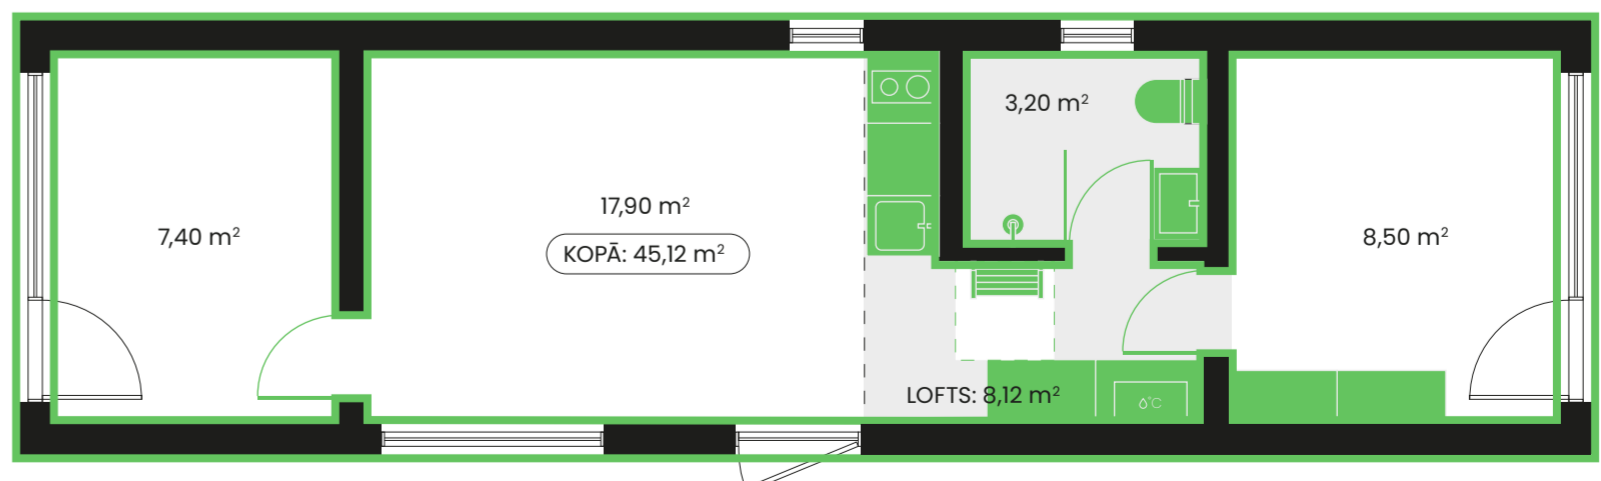 3,20 m²
17,90 m²
7,40 m²
8,50 m²
KOPĀ: 45,12 m²
LOFTS: 8,12 m²
°C